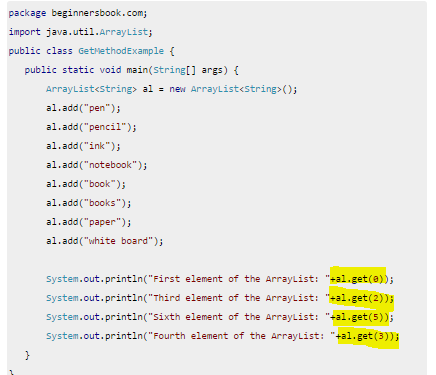 package beginnersbook.com;
import java.util.ArrayList;
public class GetMethodExample {
public static void main(String[] args) {
ArrayList<String> al = new ArrayList<String>();
al.add("pen");
al.add("pencil");
al.add("ink");
al.add("notebook");
al.add("book");
al.add("books");
al.add("paper");
al.add("white board");
System.out.println("First element of the ArrayList: "+al.get(0));
System.out.println("Third element of the ArrayList: "+al.get(2));
System.out.println("Sixth element of the ArrayList: "+al.get(5));
System.out.println("Fourth element of the ArrayList: "+al.get(3));
}
}